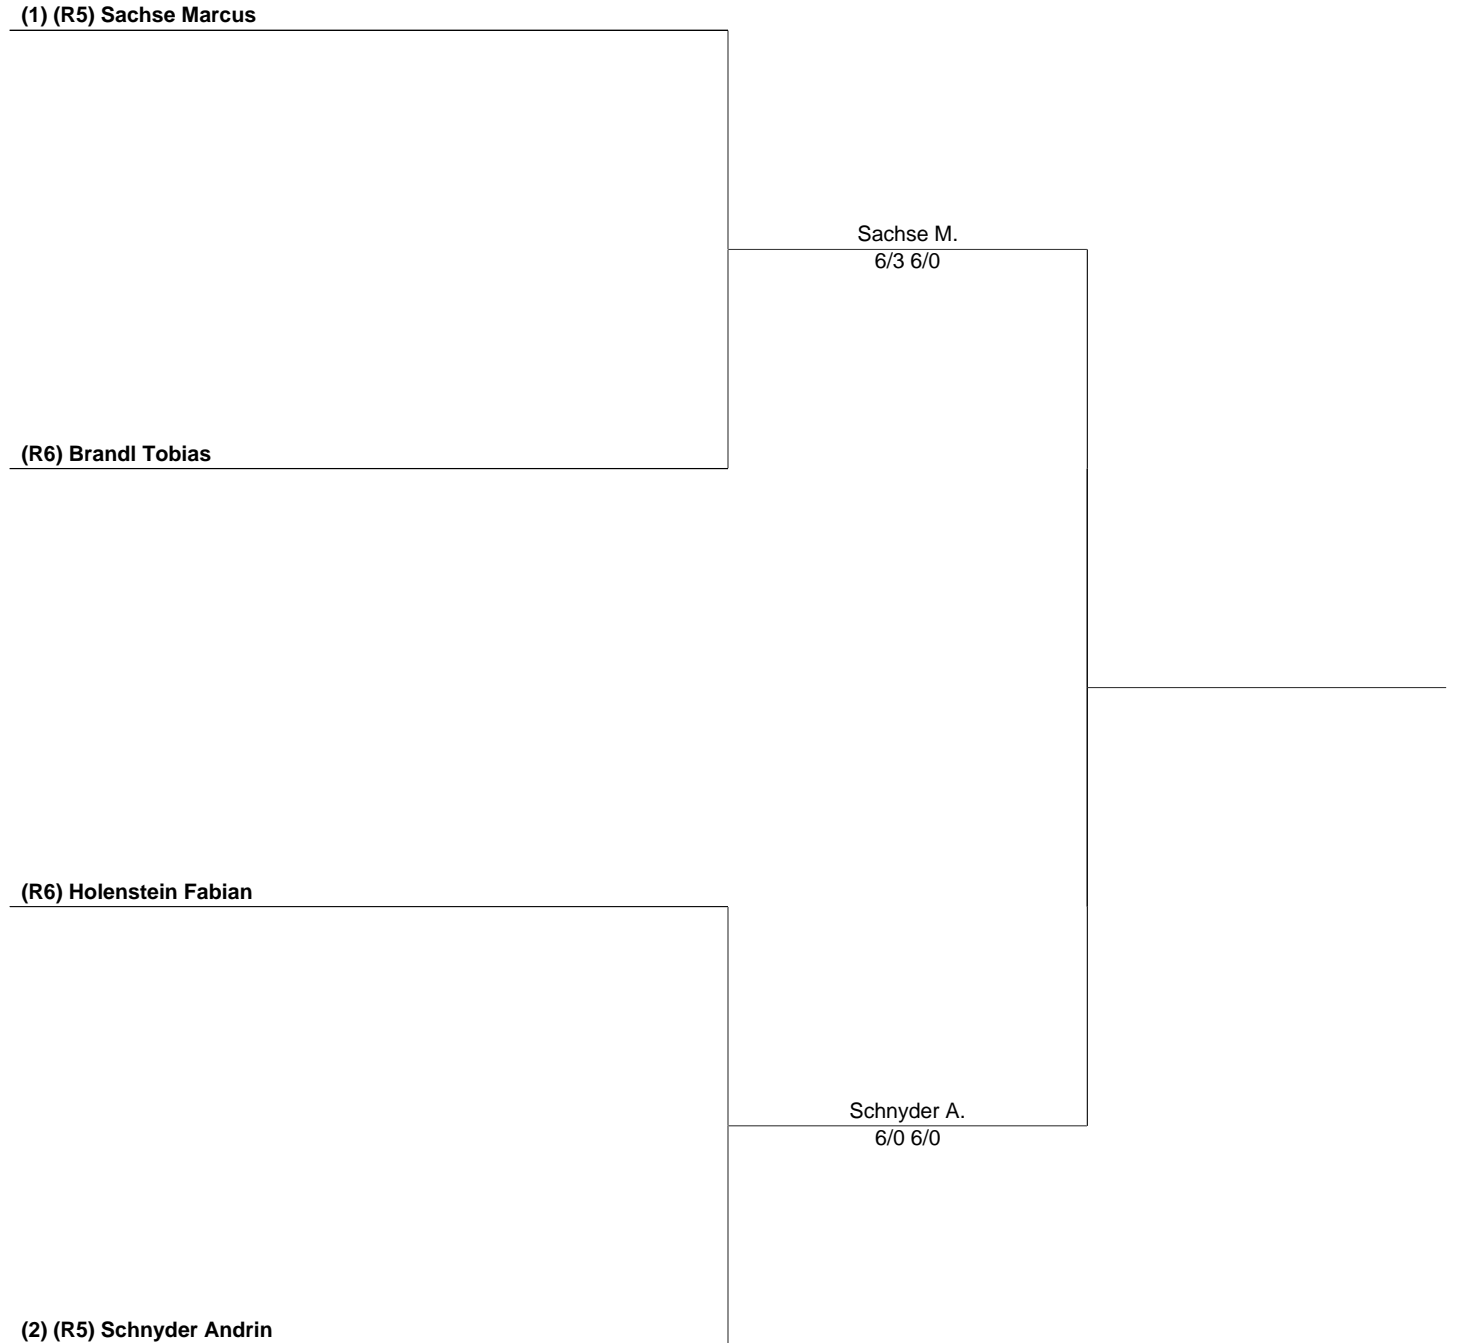 (1) (R5) Sachse Marcus
Sachse M.
6/3 6/0
(R6) Brandl Tobias
(R6) Holenstein Fabian
Schnyder A.
6/0 6/0
(2) (R5) Schnyder Andrin